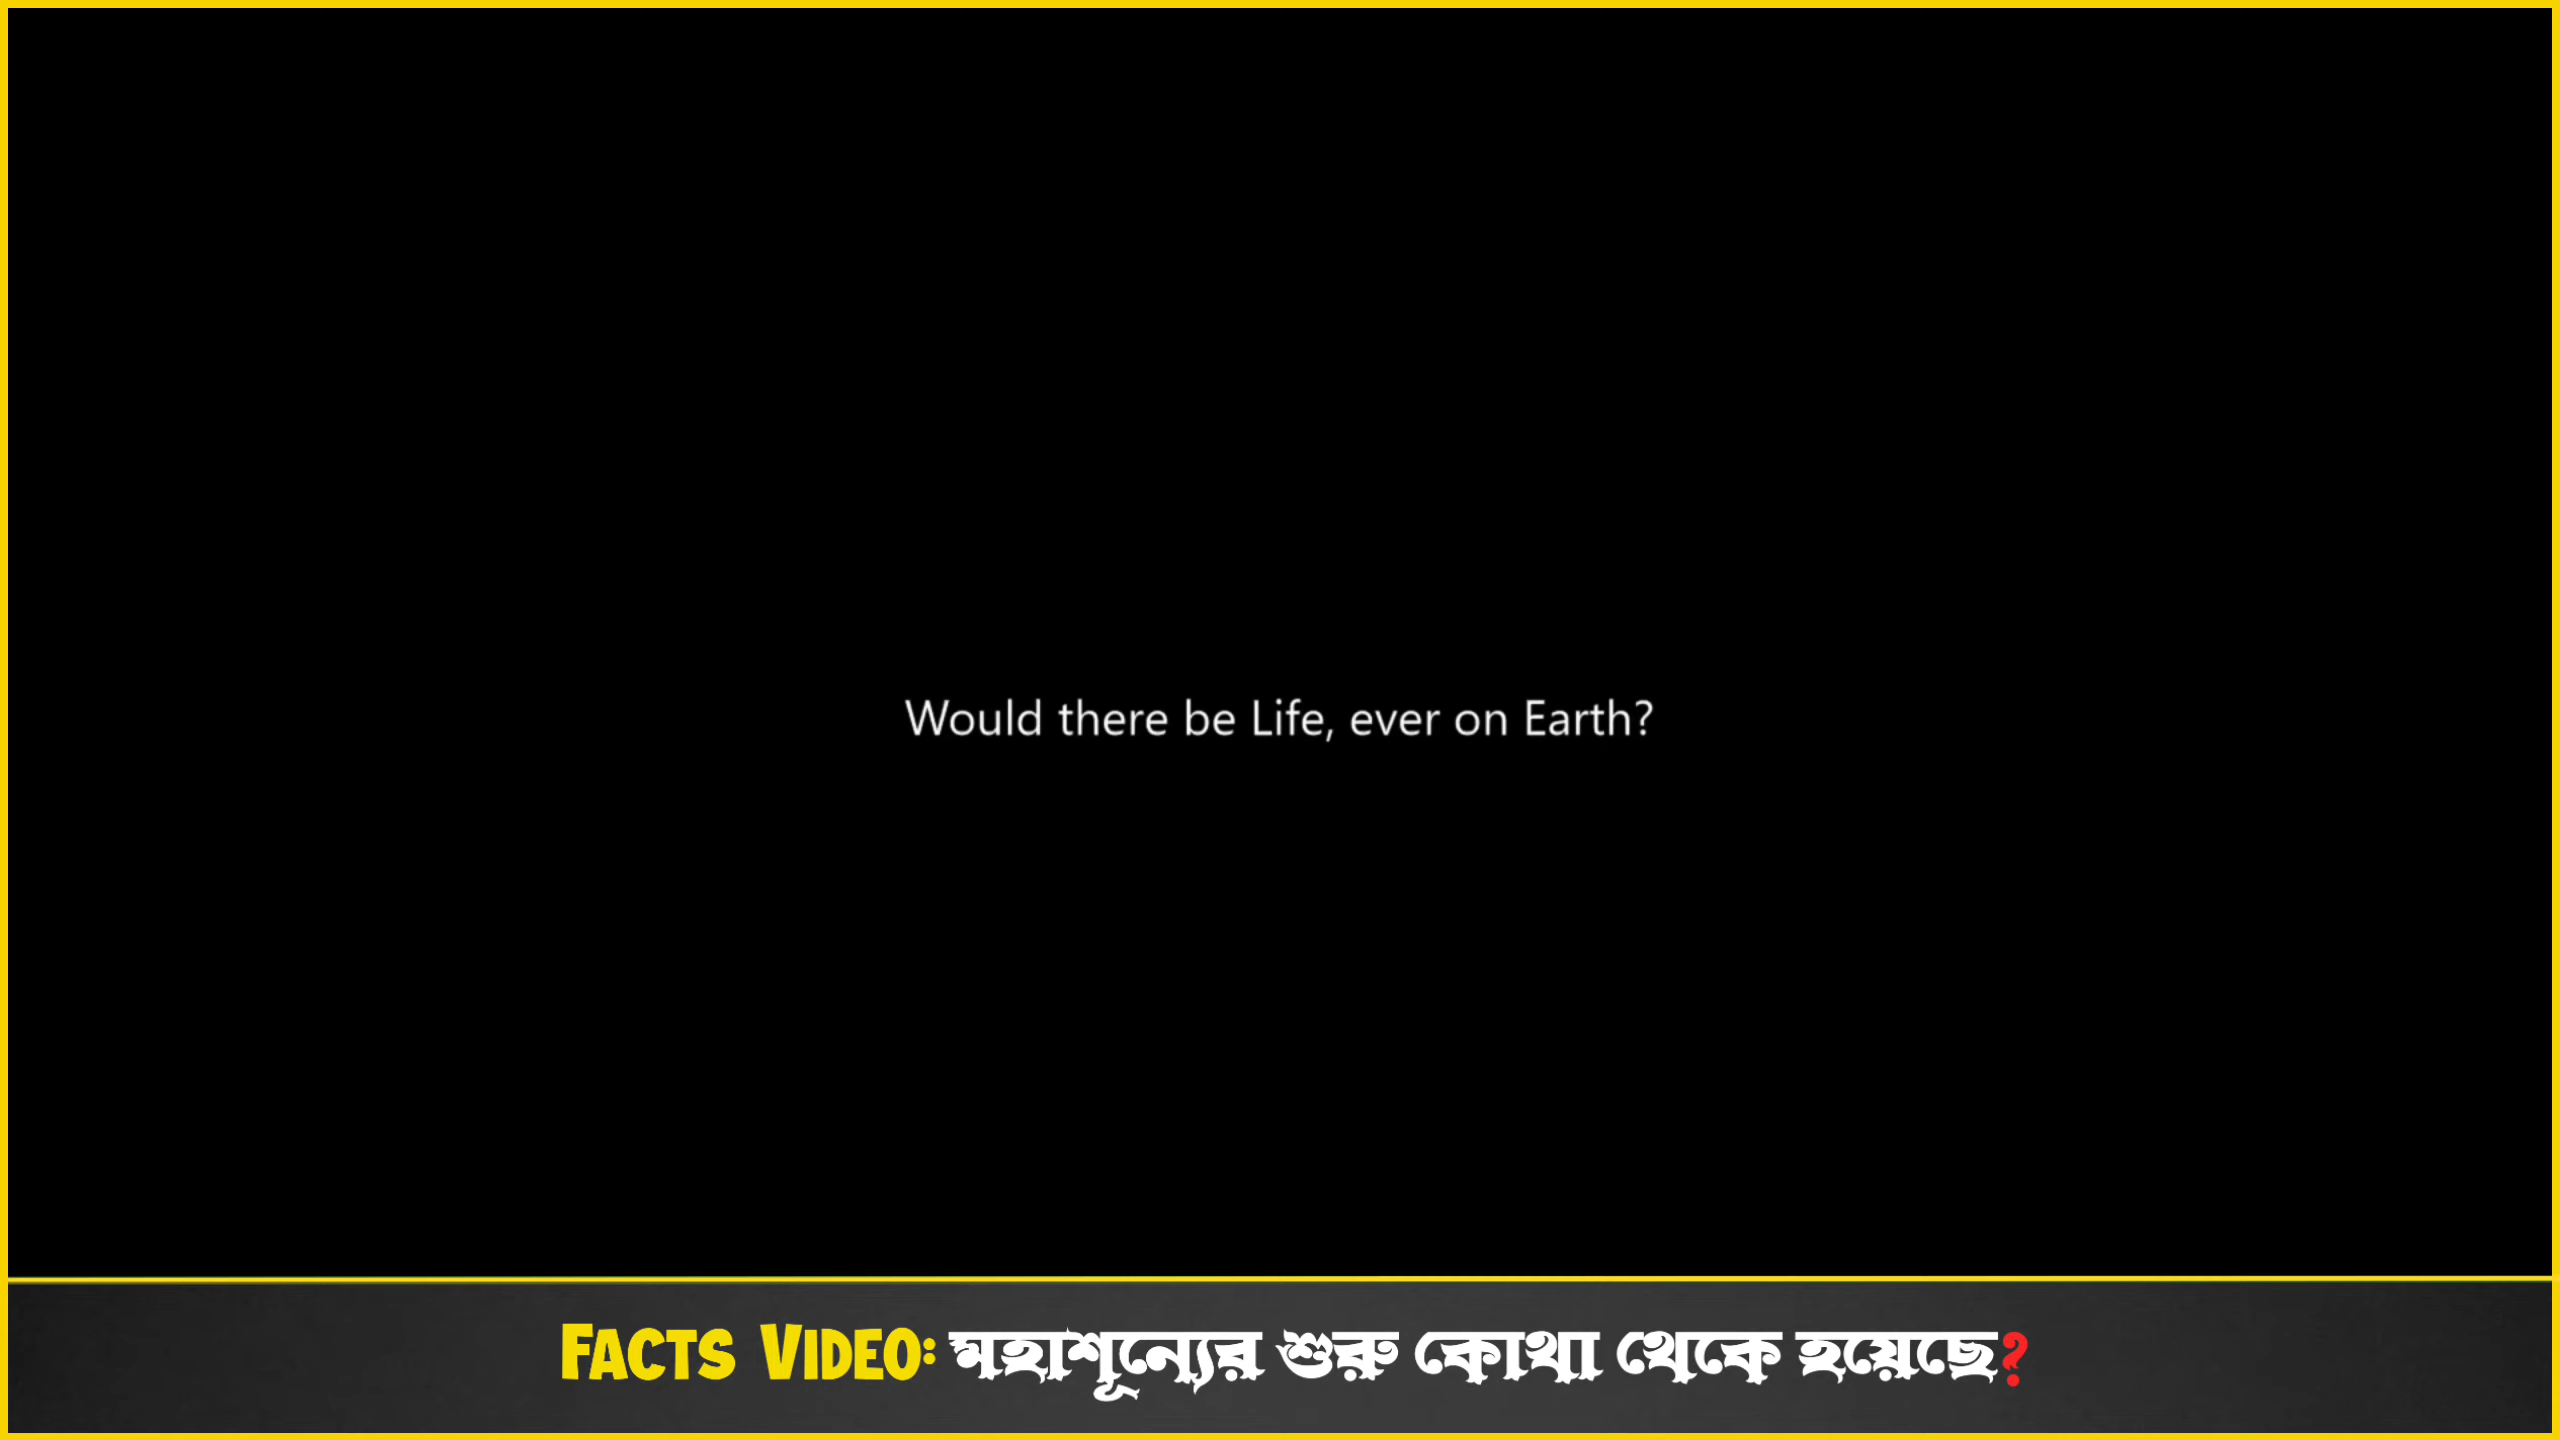 Would there be Life, ever on Earth?
FACTS VIDEO: মহাশূন্যের শুরু কোথা থেকে হয়েছে?